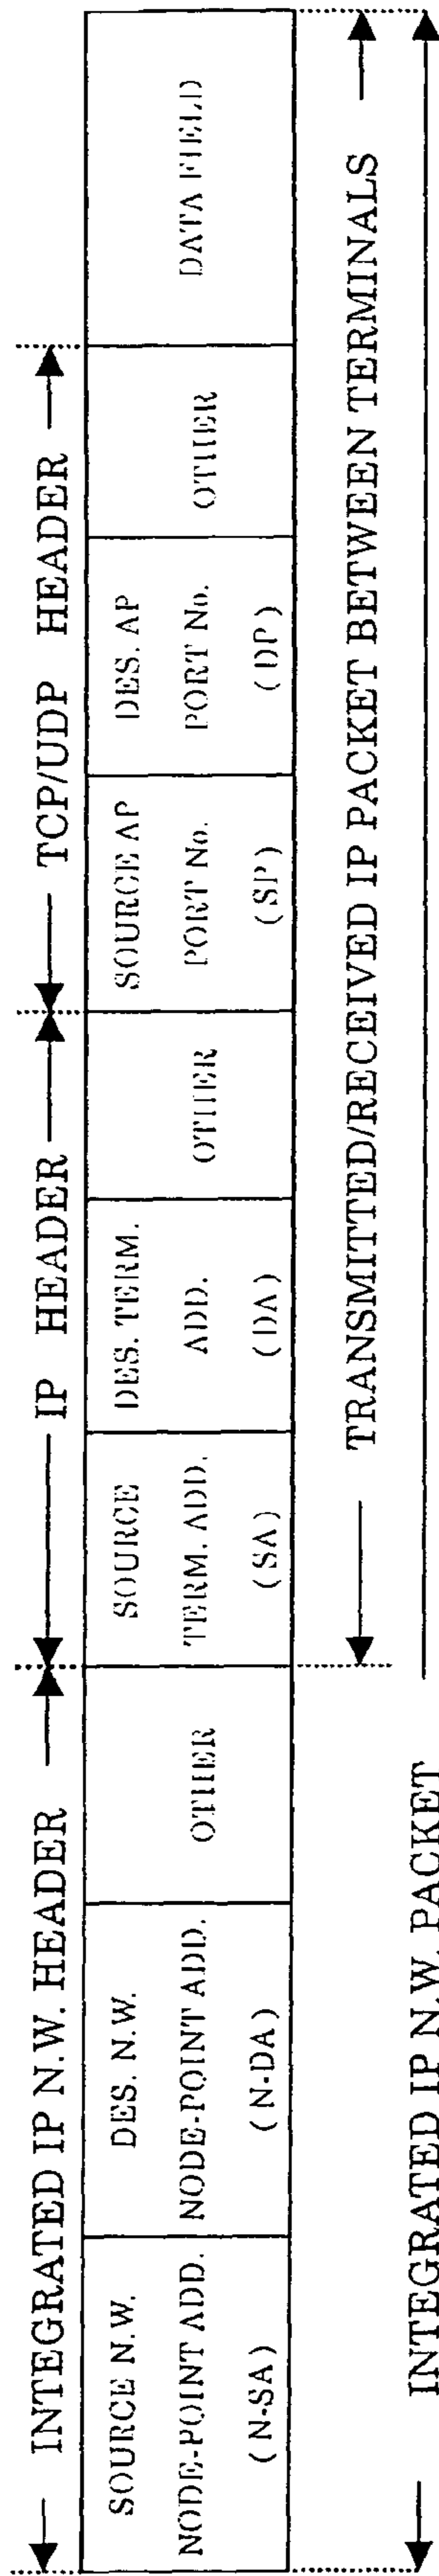 INTEGRATED IP N.W. HEADER
IP HEADER
TCP/UDP HEADER
SOURCE N.W.
NODE-POINT ADD.
(N-SA)
DES. N.W.
NODE-POINT ADD.
(N-DA)
OTHER
SOURCE
TERM. ADD.
(SA)
DES. TERM.
ADD.
(DA)
OTHER
SOURCE AP
PORT No.
(SP)
DES. AP
PORT No.
(DP)
OTHER
DATA FIELD
TRANSMITTED/RECEIVED IP PACKET BETWEEN TERMINALS
INTEGRATED IP N.W. PACKET